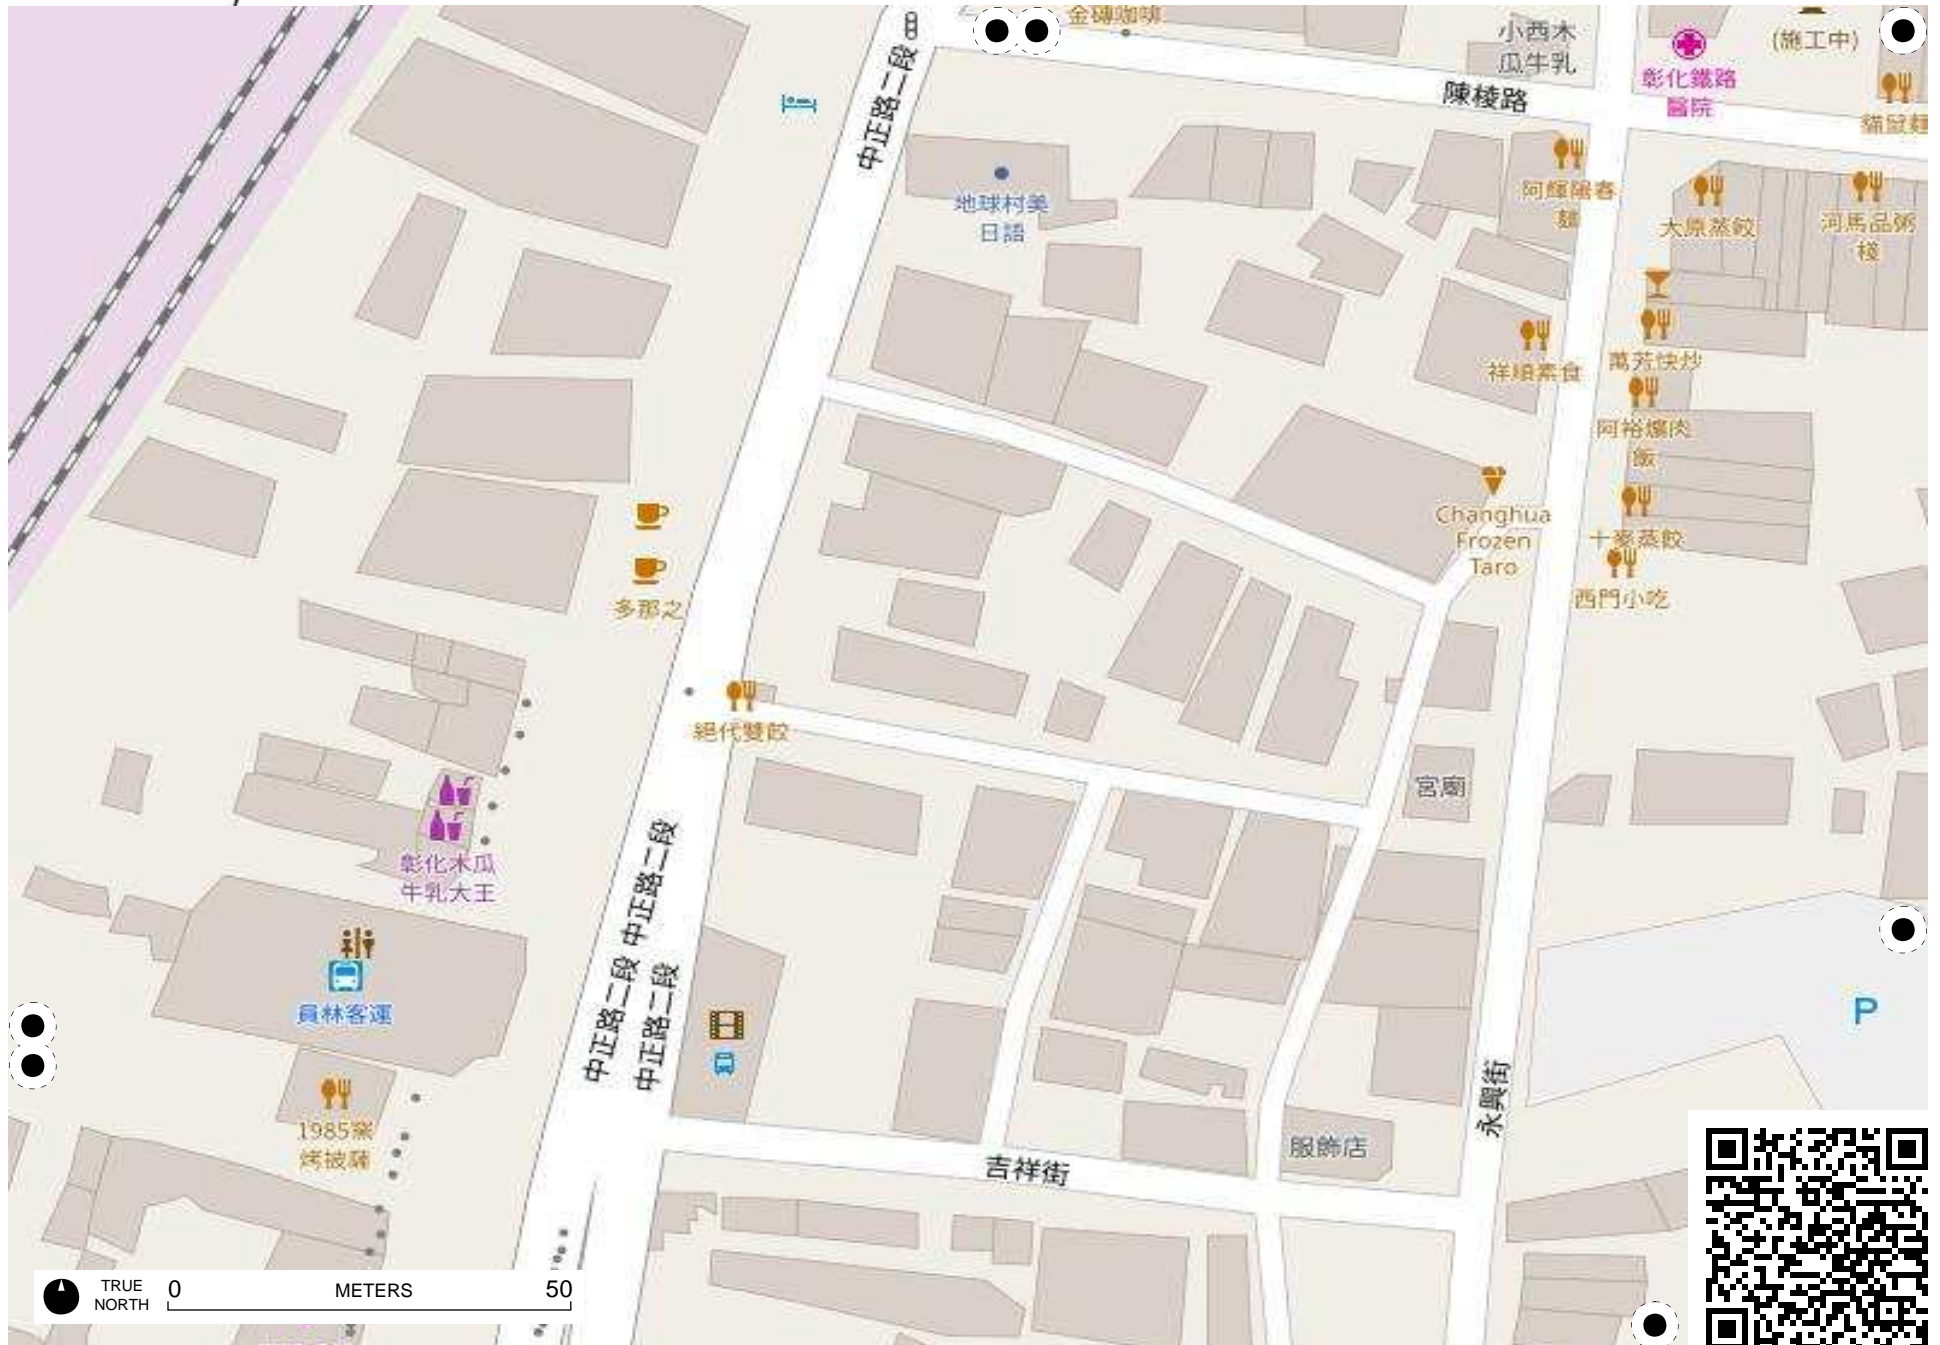 金磚咖啡
小西木
瓜牛乳
(施工中)
彰化鐵路
醫院
中正路二段
陳稜路
貓鼠麵
地球村美
日語
阿輝陽春
麵
大原蒸餃
河馬品粥
棧
祥順素食
萬芳快炒
阿裕爌肉
飯
Changhua
Frozen
Taro
十麥蒸餃
西門小吃
多那之
絕代雙餃
宮廟
彰化木瓜
牛乳大王
中正路二段
中正路二段
中正路二段
員林客運
P
1985窯
烤披薩
永興街
服飾店
吉祥街
TRUE
NORTH
0
METERS
50